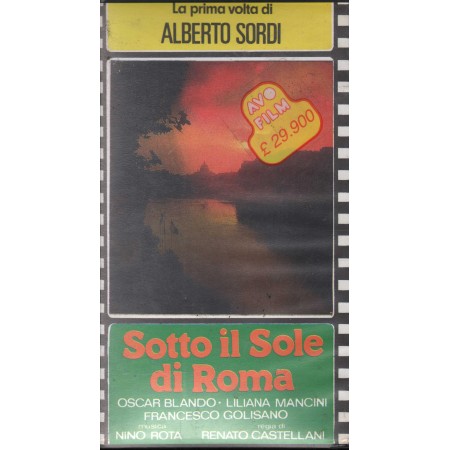 La prima volta di
ALBERTO SORDI
AVO
FILM
£ 29.900
Sotto il Sole
di Roma
OSCAR BLANDO • LILIANA MANCINI
FRANCESCO GOLISANO
musica regia di
NINO ROTA RENATO CASTELLANI